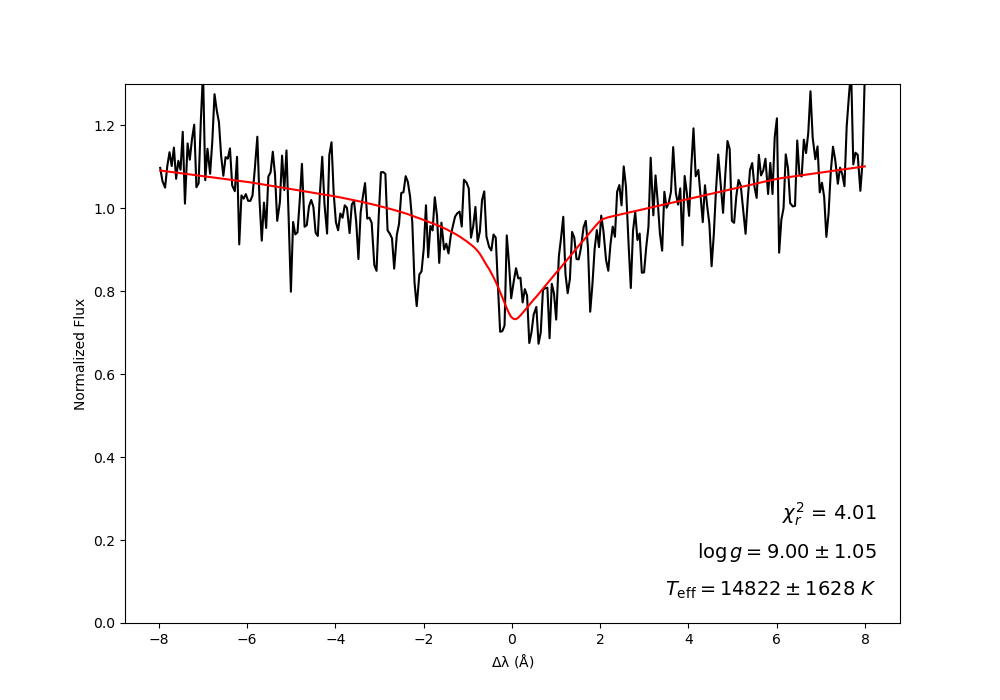 1.2
1.0
0.8
0.6
0.4
0.2
0.0
Normalized Flux
χ²ᵣ = 4.01
log g = 9.00 ± 1.05
T_eff = 14822 ± 1628 K
−8 −6 −4 −2 0 2 4 6 8
Δλ (Å)